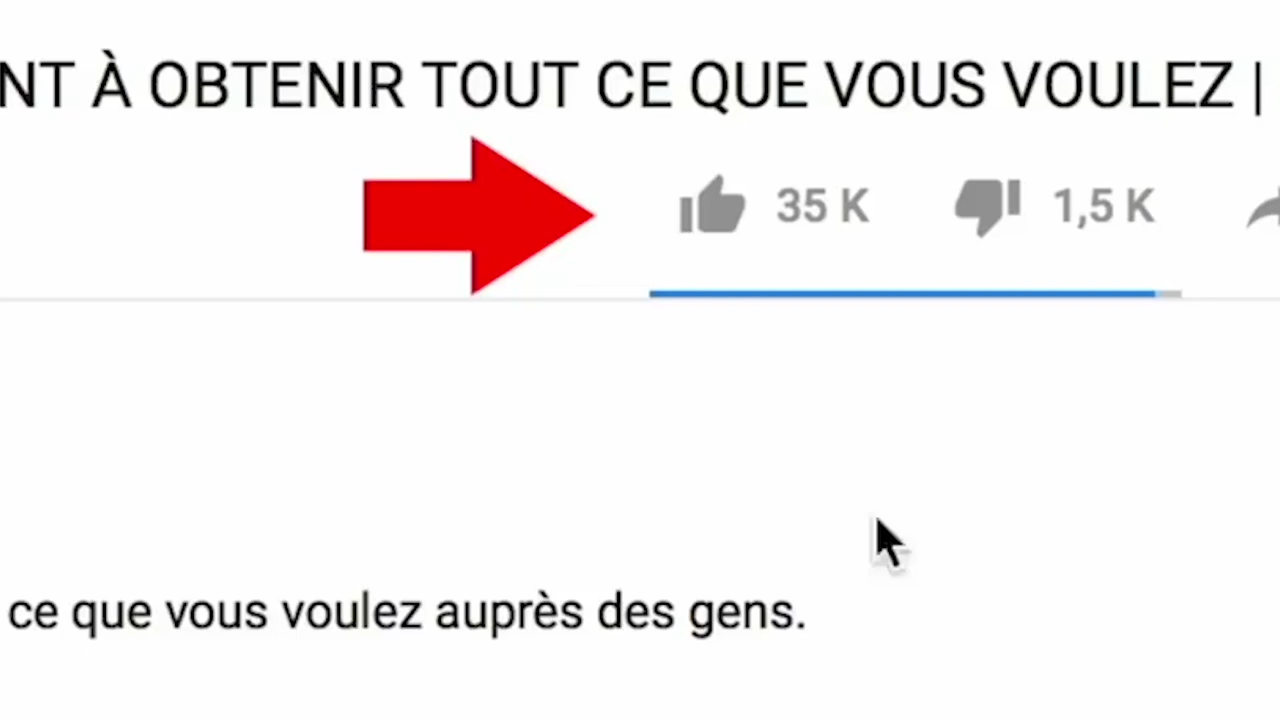 NT À OBTENIR TOUT CE QUE VOUS VOULEZ |
35 K 1,5 K
ce que vous voulez auprès des gens.